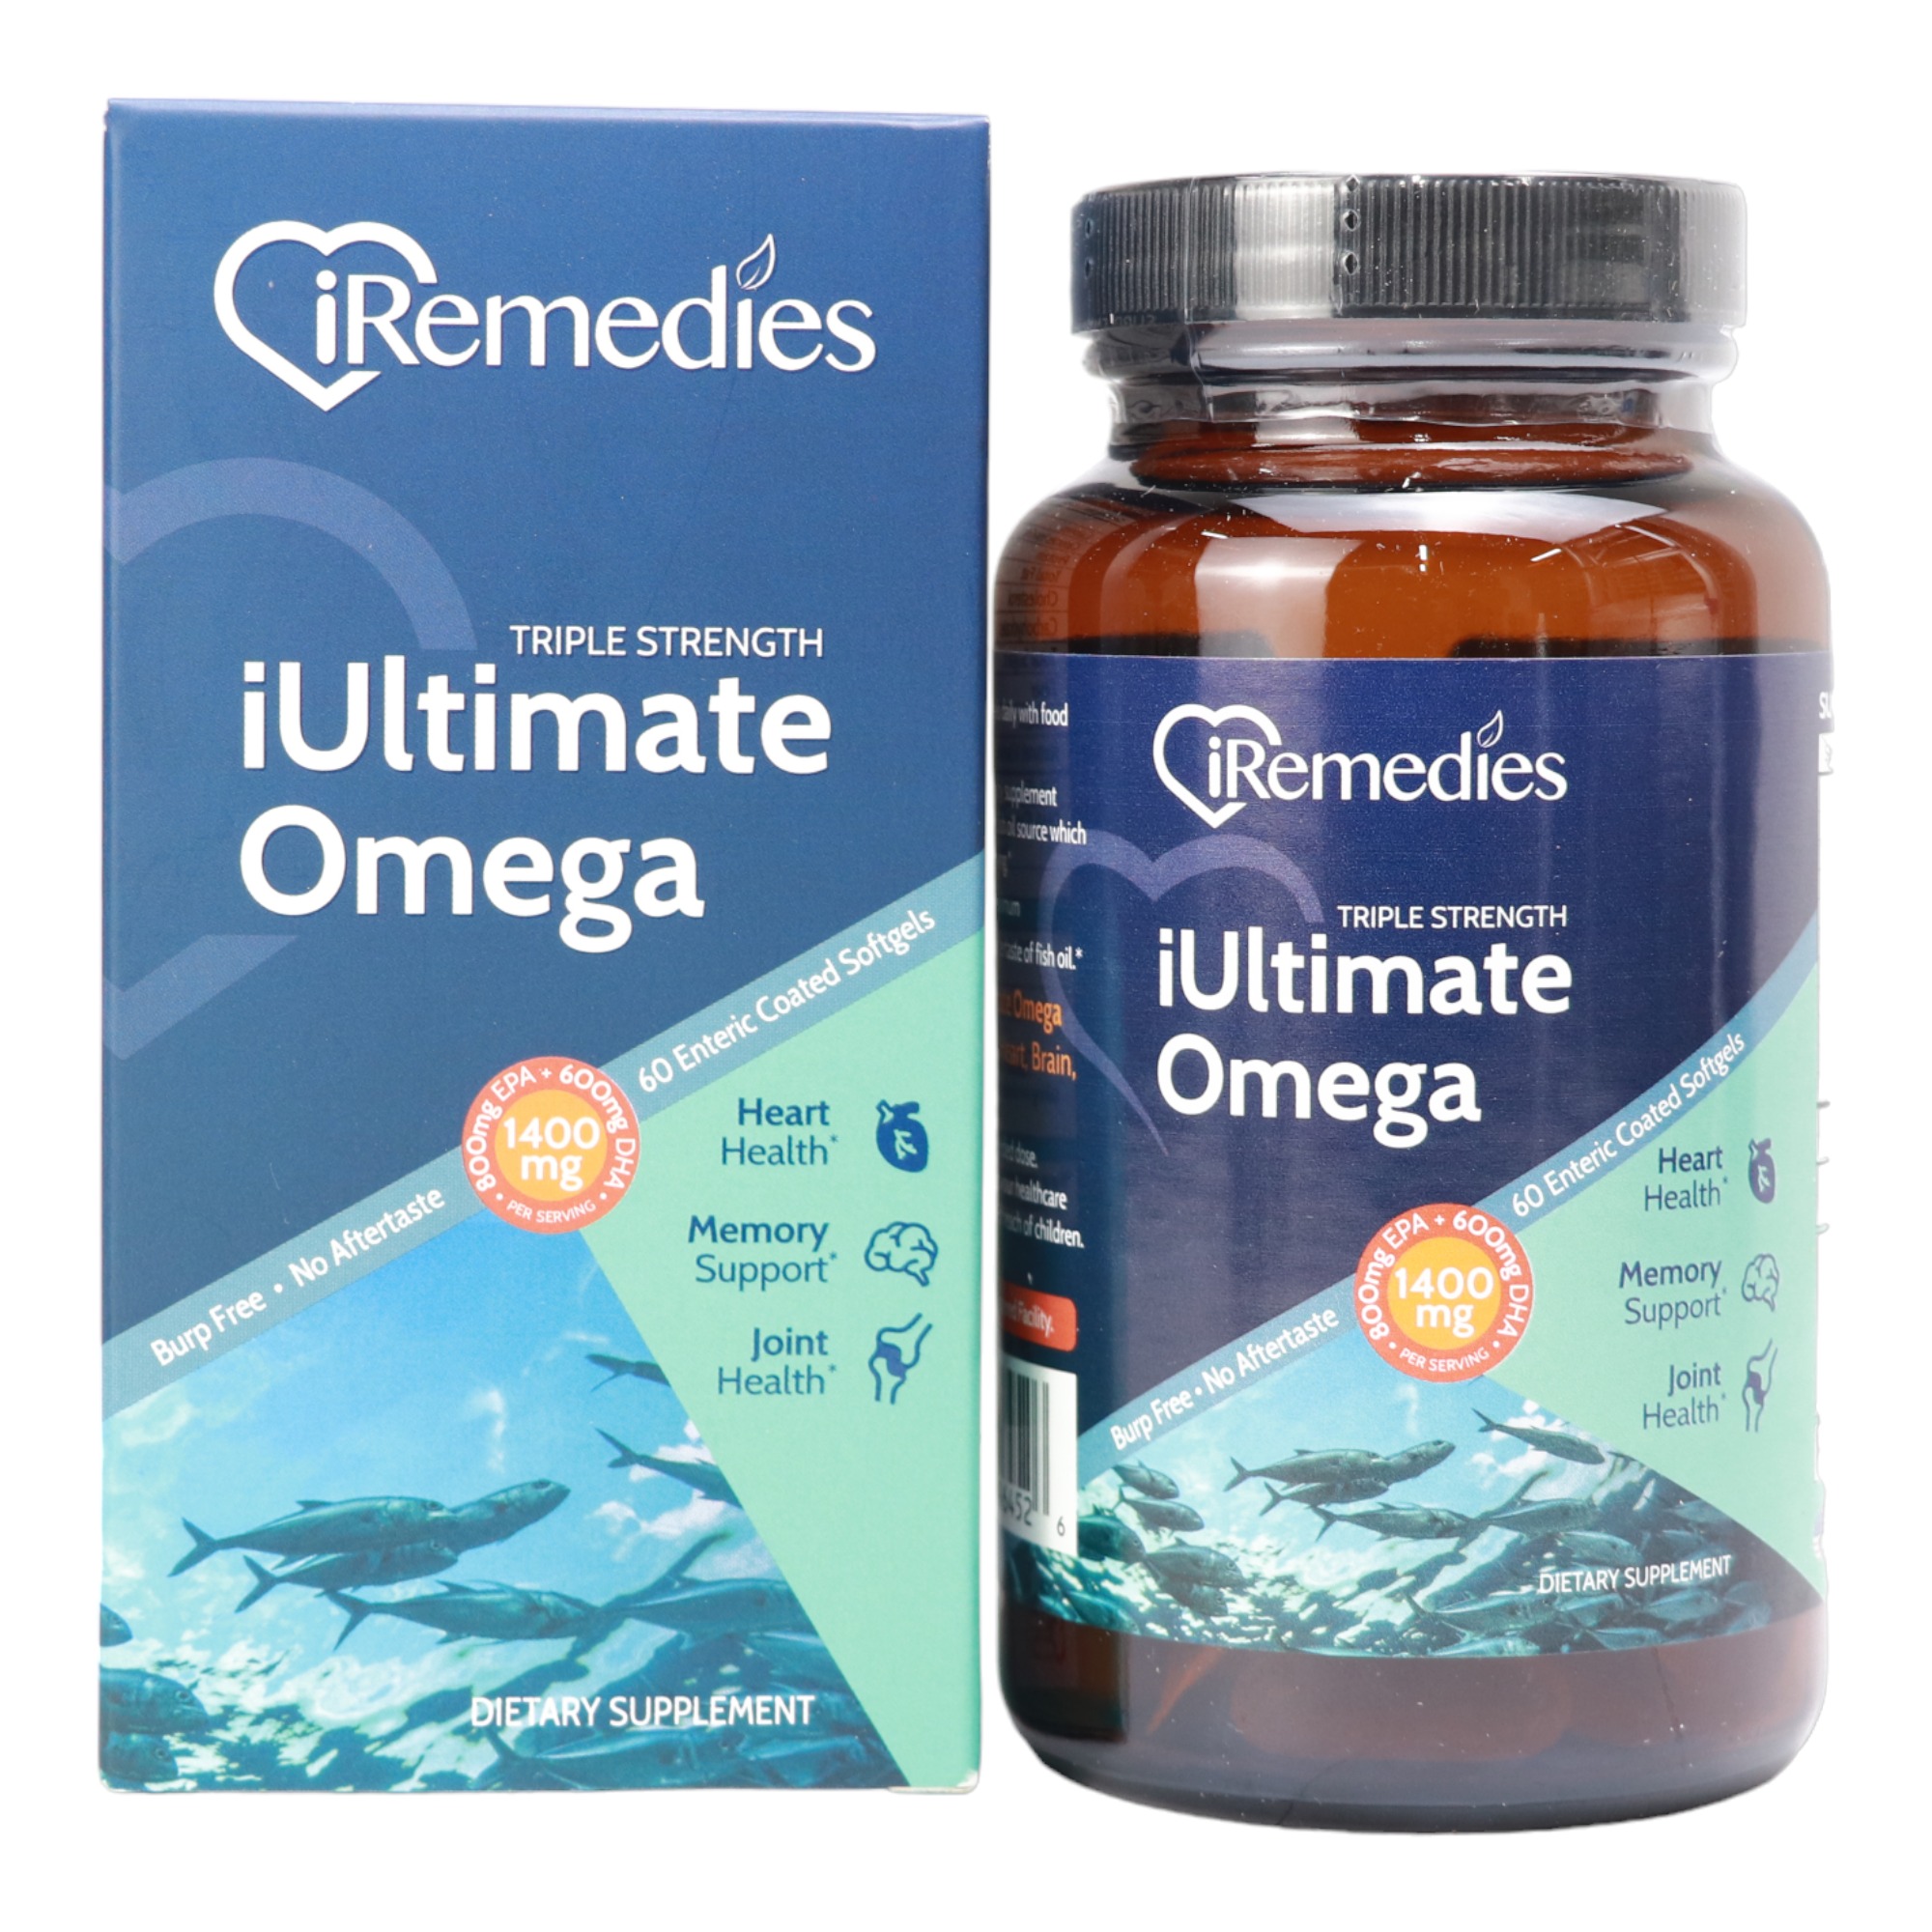 iRemedies
TRIPLE STRENGTH
iUltimate
Omega
60 Enteric Coated Softgels
800mg EPA + 600mg DHA
1400
mg
• PER SERVING •
Burp Free • No Aftertaste
Heart
Health*
Memory
Support*
Joint
Health*
DIETARY SUPPLEMENT
daily with food
supplement
oil source which
taste of fish oil.*
Omega
Brain,
dose.
healthcare
of children.
Facility.
452
6
iRemedies
TRIPLE STRENGTH
iUltimate
Omega
60 Enteric Coated Softgels
800mg EPA + 600mg DHA
1400
mg
• PER SERVING •
Burp Free • No Aftertaste
Heart
Health*
Memory
Support*
Joint
Health*
DIETARY SUPPLEMENT